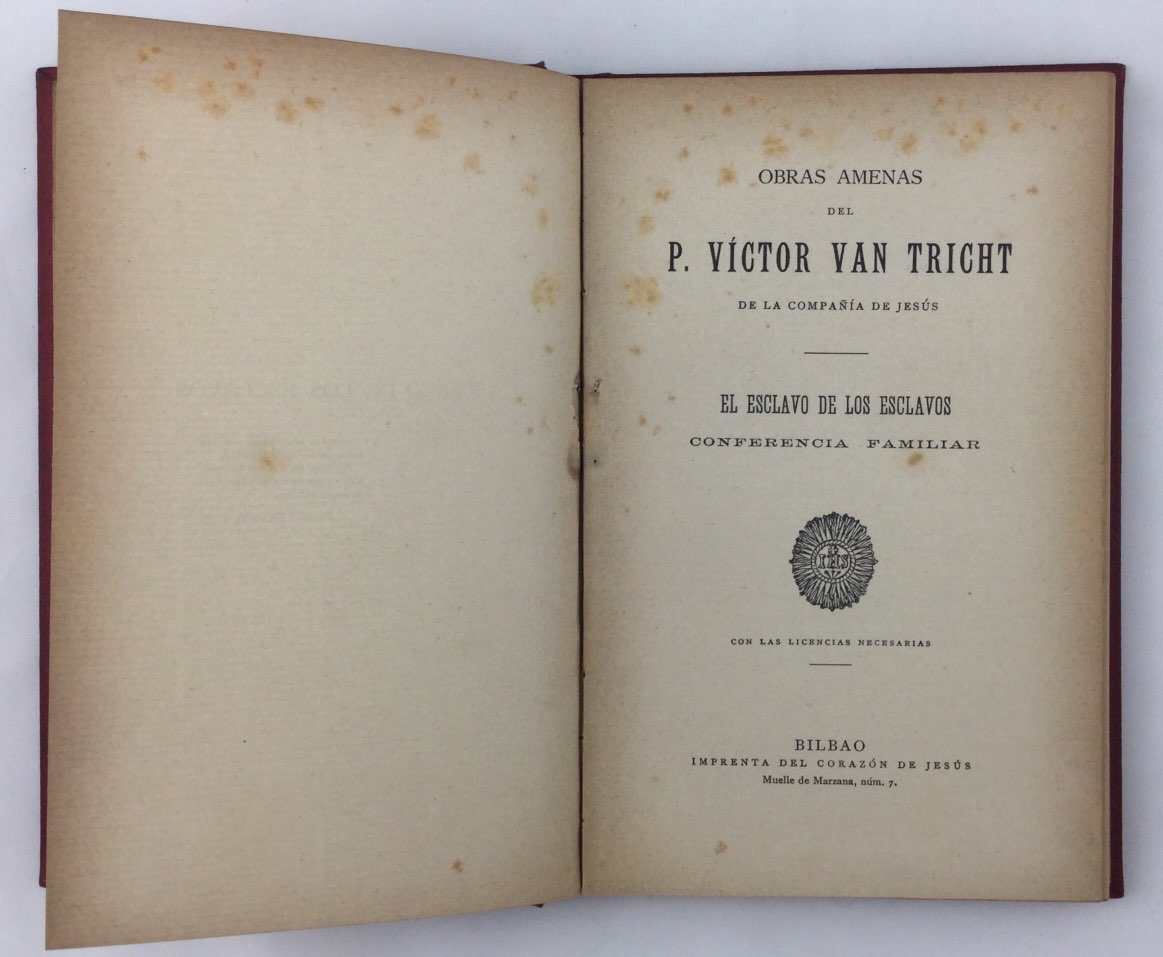 OBRAS AMENAS
DEL
P. VÍCTOR VAN TRICHT
DE LA COMPAÑÍA DE JESÚS
EL ESCLAVO DE LOS ESCLAVOS
CONFERENCIA FAMILIAR
IHS
CON LAS LICENCIAS NECESARIAS
BILBAO
IMPRENTA DEL CORAZÓN DE JESÚS
Muelle de Marzana, núm. 7.